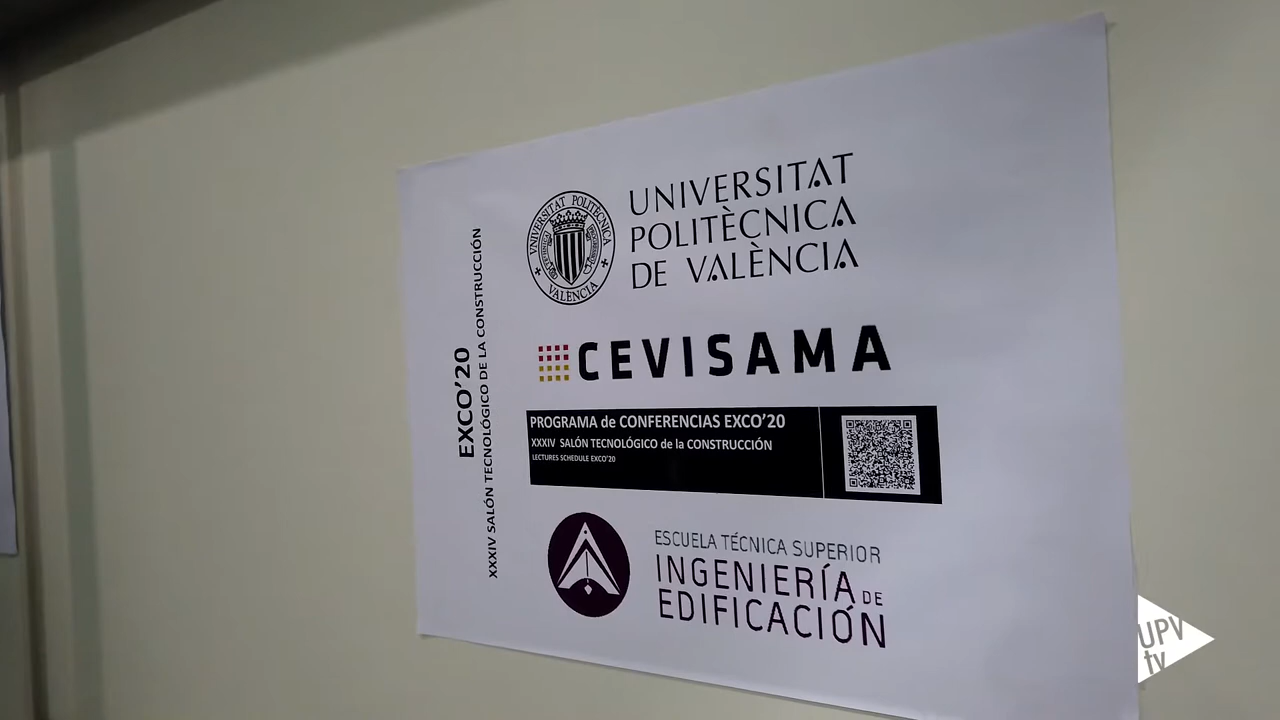 EXCO'20
XXXIV SALÓN TECNOLÓGICO DE LA CONSTRUCCIÓN
UNIVERSITAT POLITÈCNICA
VALÈNCIA
UNIVERSITAT
POLITÈCNICA
DE VALÈNCIA
CEVISAMA
PROGRAMA de CONFERENCIAS EXCO'20
XXXIV SALÓN TECNOLÓGICO de la CONSTRUCCIÓN
LECTURES SCHEDULE EXCO'20
ESCUELA TÉCNICA SUPERIOR
INGENIERÍA DE
EDIFICACIÓN
UPV
tv